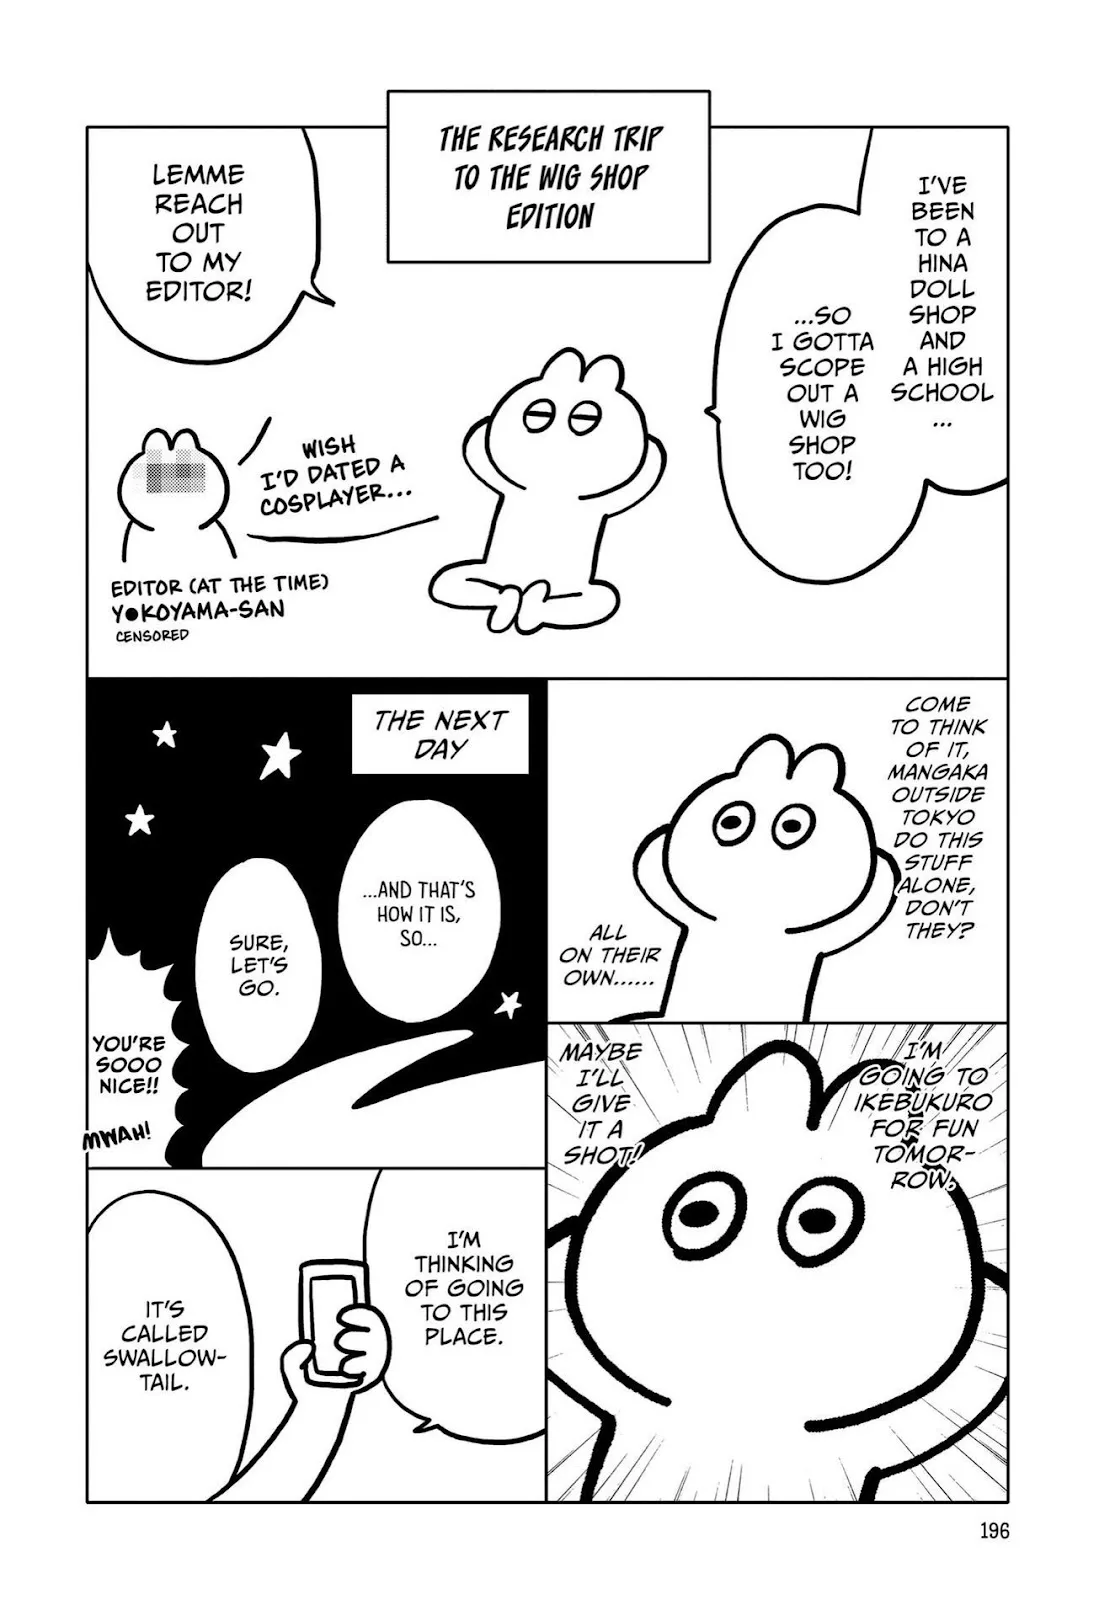 THE RESEARCH TRIP
TO THE WIG SHOP
EDITION
I'VE
BEEN
TO A
HINA
DOLL
SHOP
AND
A HIGH
SCHOOL
...
...SO
I GOTTA
SCOPE
OUT A
WIG
SHOP
TOO!
LEMME
REACH
OUT
TO MY
EDITOR!
WISH
I'D DATED A
COSPLAYER...
EDITOR (AT THE TIME)
Y●KOYAMA-SAN
CENSORED
COME
TO THINK
OF IT,
MANGAKA
OUTSIDE
TOKYO
DO THIS
STUFF
ALONE,
DON'T
THEY?
ALL
ON THEIR
OWN......
I'M
GOING TO
IKEBUKURO
FOR FUN
TOMOR-
ROW.
MAYBE
I'LL
GIVE
IT A
SHOT!
THE NEXT
DAY
...AND THAT'S
HOW IT IS,
SO...
SURE,
LET'S
GO.
YOU'RE
SOOO
NICE!!
MWAH!
I'M
THINKING
OF GOING
TO THIS
PLACE.
IT'S
CALLED
SWALLOW-
TAIL.
196